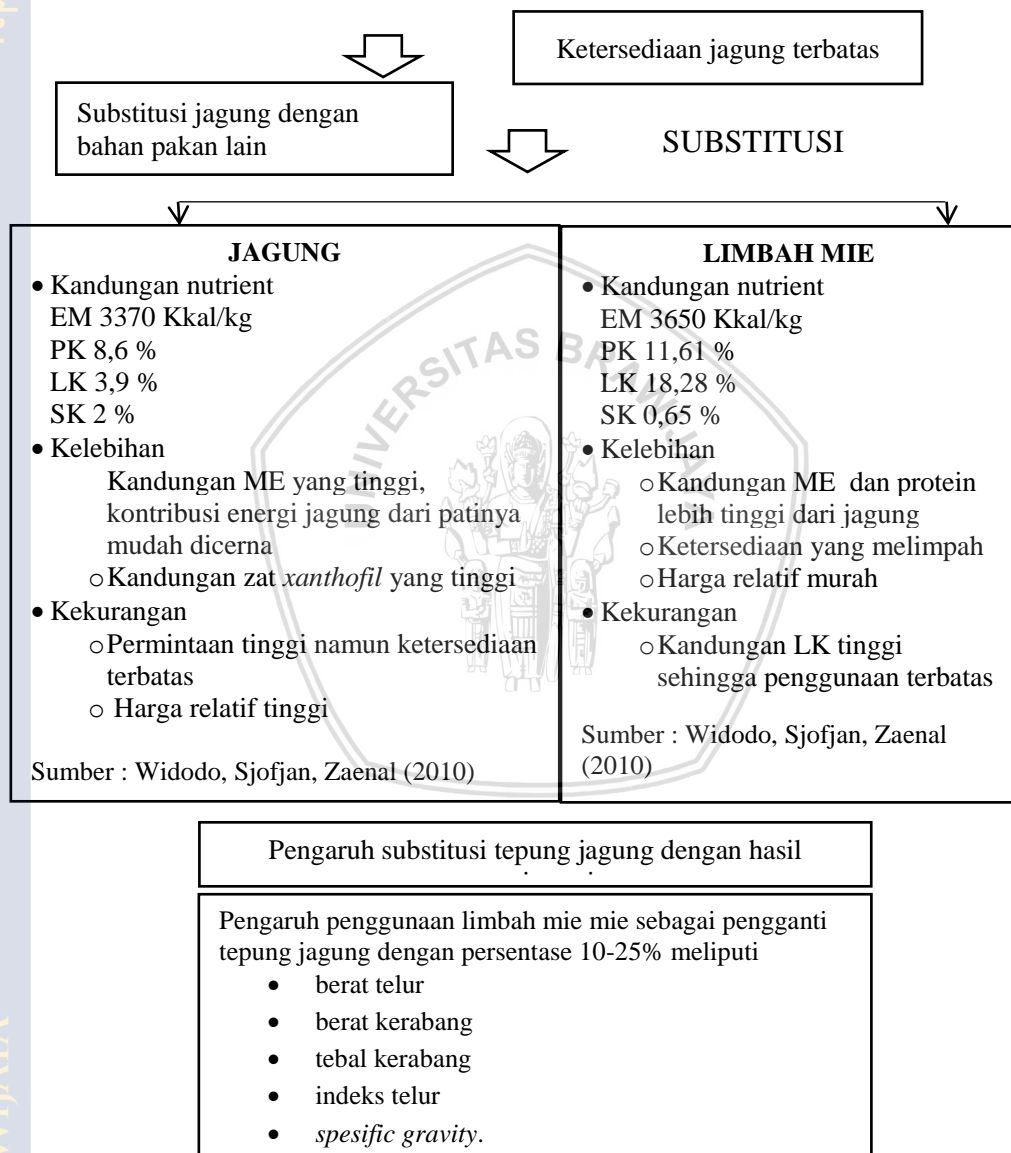 Ketersediaan jagung terbatas
Substitusi jagung dengan
bahan pakan lain
SUBSTITUSI
JAGUNG
• Kandungan nutrient
EM 3370 Kkal/kg
PK 8,6 %
LK 3,9 %
SK 2 %
• Kelebihan
Kandungan ME yang tinggi,
kontribusi energi jagung dari patinya
mudah dicerna
o Kandungan zat xanthofil yang tinggi
• Kekurangan
o Permintaan tinggi namun ketersediaan
terbatas
o Harga relatif tinggi
Sumber : Widodo, Sjofjan, Zaenal (2010)
LIMBAH MIE
• Kandungan nutrient
EM 3650 Kkal/kg
PK 11,61 %
LK 18,28 %
SK 0,65 %
• Kelebihan
o Kandungan ME dan protein
lebih tinggi dari jagung
o Ketersediaan yang melimpah
o Harga relatif murah
• Kekurangan
o Kandungan LK tinggi
sehingga penggunaan terbatas
Sumber : Widodo, Sjofjan, Zaenal
(2010)
Pengaruh substitusi tepung jagung dengan hasil
Pengaruh penggunaan limbah mie mie sebagai pengganti
tepung jagung dengan persentase 10-25% meliputi
• berat telur
• berat kerabang
• tebal kerabang
• indeks telur
• spesific gravity.